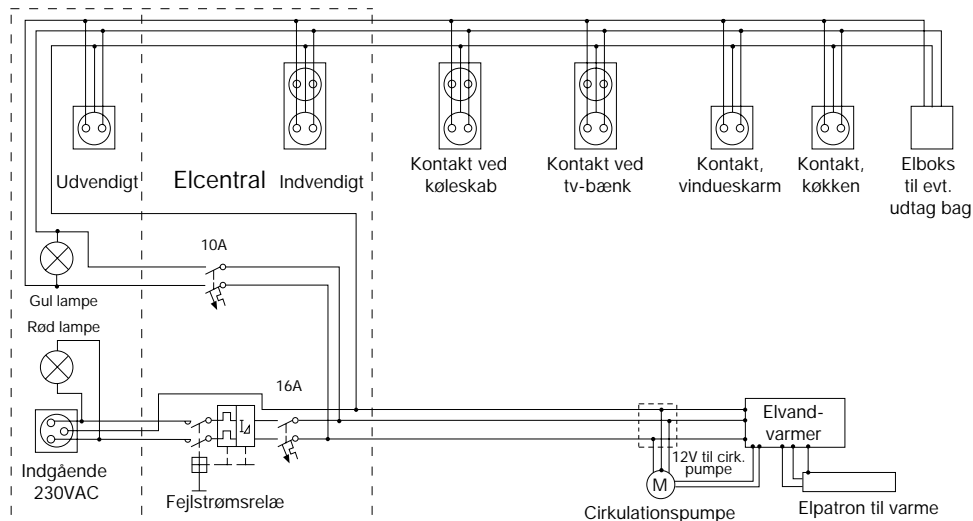 Udvendigt
Elcentral
Indvendigt
Kontakt ved
køleskab
Kontakt ved
tv-bænk
Kontakt,
vindueskarm
Kontakt,
køkken
Elboks
til evt.
udtag bag
10A
Gul lampe
Rød lampe
16A
I⊿
Indgående
230VAC
Fejlstrømsrelæ
12V til cirk.
pumpe
M
Cirkulationspumpe
Elvand-
varmer
Elpatron til varme